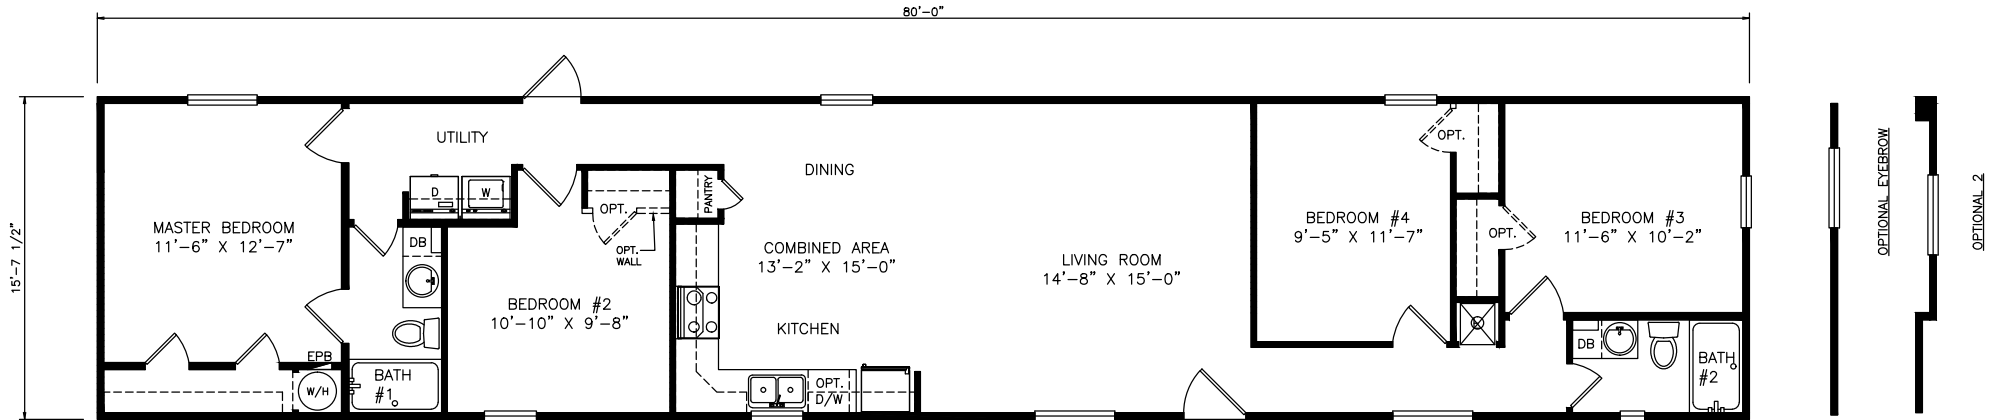 80'-0"
15'-7 1/2"
UTILITY
D
W
MASTER BEDROOM
11'-6" X 12'-7"
DB
EPB
W/H
BATH
#1
OPT.
OPT.
WALL
BEDROOM #2
10'-10" X 9'-8"
PANTRY
DINING
COMBINED AREA
13'-2" X 15'-0"
KITCHEN
OPT.
D/W
LIVING ROOM
14'-8" X 15'-0"
OPT.
BEDROOM #4
9'-5" X 11'-7"
OPT.
BEDROOM #3
11'-6" X 10'-2"
DB
BATH
#2
OPTIONAL EYEBROW
OPTIONAL 2